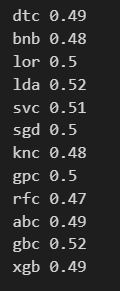 dtc 0.49
bnb 0.48
lor 0.5
lda 0.52
svc 0.51
sgd 0.5
knc 0.48
gpc 0.5
rfc 0.47
abc 0.49
gbc 0.52
xgb 0.49